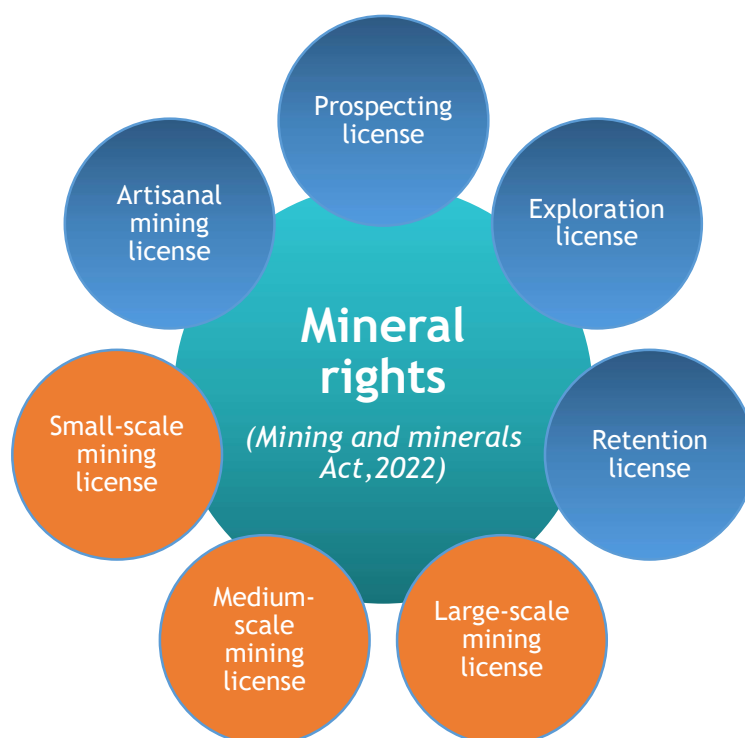 Prospecting
license
Exploration
license
Retention
license
Large-scale
mining
license
Medium-
scale
mining
license
Small-scale
mining
license
Artisanal
mining
license
Mineral
rights
(Mining and minerals
Act,2022)